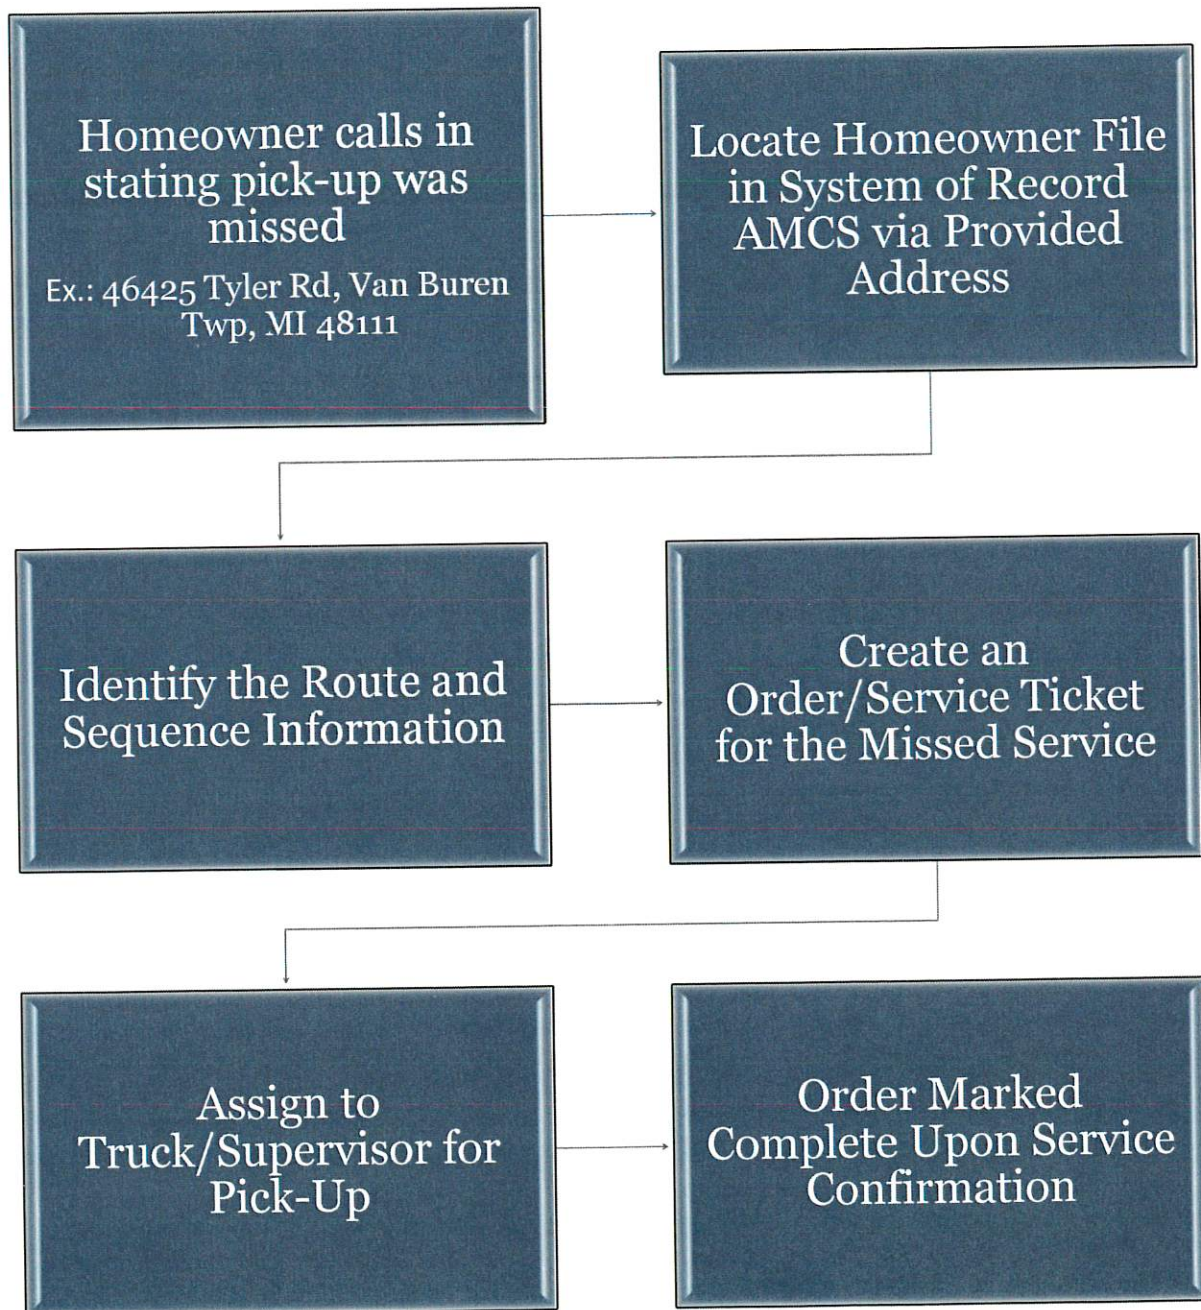 Homeowner calls in
stating pick-up was
missed
Ex.: 46425 Tyler Rd, Van Buren
Twp, MI 48111
Locate Homeowner File
in System of Record
AMCS via Provided
Address
Identify the Route and
Sequence Information
Create an
Order/Service Ticket
for the Missed Service
Assign to
Truck/Supervisor for
Pick-Up
Order Marked
Complete Upon Service
Confirmation